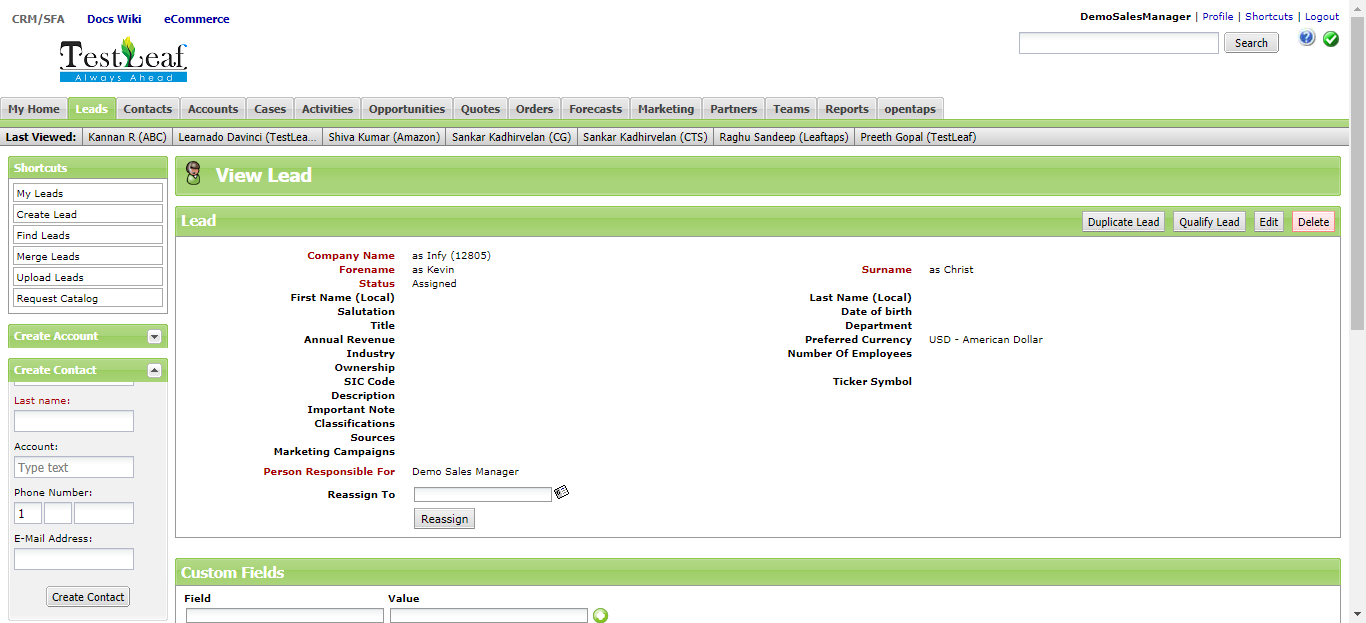 CRM/SFA Docs Wiki eCommerce
DemoSalesManager | Profile | Shortcuts | Logout
TestLeaf
Always Ahead
Search
My Home Leads Contacts Accounts Cases Activities Opportunities Quotes Orders Forecasts Marketing Partners Teams Reports opentaps
Last Viewed: Kannan R (ABC) Learnado Davinci (TestLea... Shiva Kumar (Amazon) Sankar Kadhirvelan (CG) Sankar Kadhirvelan (CTS) Raghu Sandeep (Leaftaps) Preeth Gopal (TestLeaf)
Shortcuts
My Leads
Create Lead
Find Leads
Merge Leads
Upload Leads
Request Catalog
Create Account
Create Contact
Last name:
Account:
Type text
Phone Number:
1
E-Mail Address:
Create Contact
View Lead
Lead
Duplicate Lead Qualify Lead Edit Delete
Company Name as Infy (12805)
Forename as Kevin Surname as Christ
Status Assigned
First Name (Local) Last Name (Local)
Salutation Date of birth
Title Department
Annual Revenue Preferred Currency USD - American Dollar
Industry Number Of Employees
Ownership
SIC Code Ticker Symbol
Description
Important Note
Classifications
Sources
Marketing Campaigns
Person Responsible For Demo Sales Manager
Reassign To
Reassign
Custom Fields
Field Value